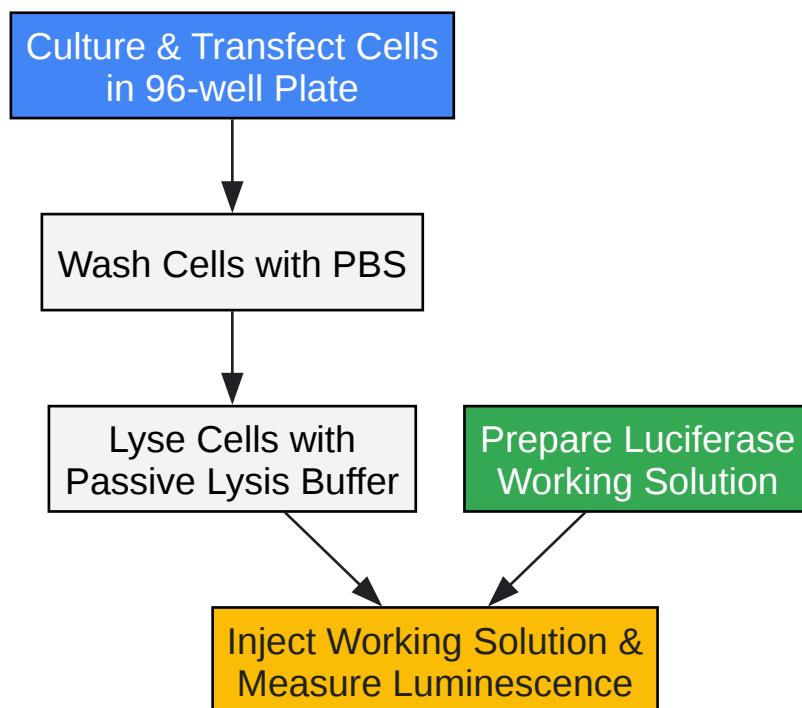 Culture & Transfect Cells
in 96-well Plate
Wash Cells with PBS
Lyse Cells with
Passive Lysis Buffer
Prepare Luciferase
Working Solution
Inject Working Solution &
Measure Luminescence